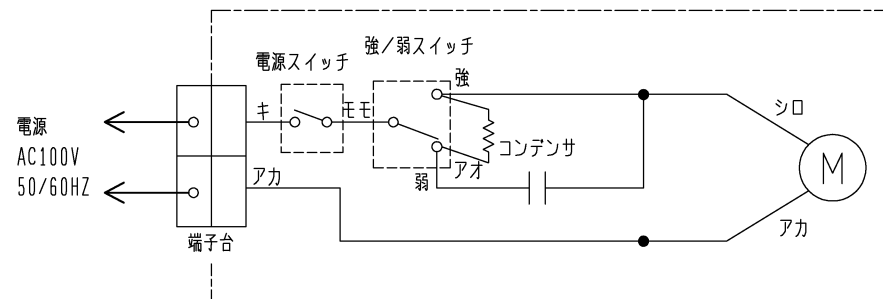 強/弱スイッチ
電源スイッチ
強
キ
モモ
シロ
電源
AC100V
50/60HZ
コンデンサ
アカ
アオ
弱
M
アカ
端子台